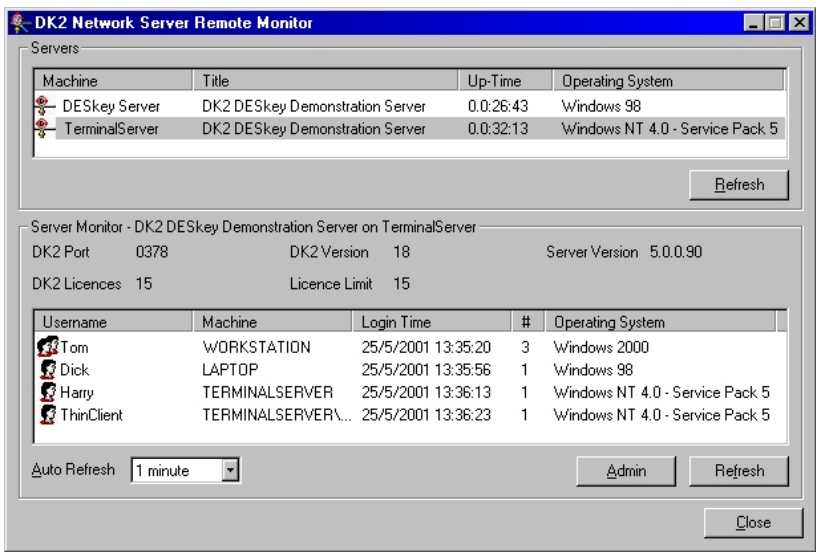 DK2 Network Server Remote Monitor
Servers
Machine Title Up-Time Operating System
DESkey Server DK2 DESkey Demonstration Server 0.0:26:43 Windows 98
TerminalServer DK2 DESkey Demonstration Server 0.0:32:13 Windows NT 4.0 - Service Pack 5
Refresh
Server Monitor - DK2 DESkey Demonstration Server on TerminalServer
DK2 Port 0378 DK2 Version 18 Server Version 5.0.0.90
DK2 Licences 15 Licence Limit 15
Username Machine Login Time # Operating System
Tom WORKSTATION 25/5/2001 13:35:20 3 Windows 2000
Dick LAPTOP 25/5/2001 13:35:56 1 Windows 98
Harry TERMINALSERVER 25/5/2001 13:36:13 1 Windows NT 4.0 - Service Pack 5
ThinClient TERMINALSERVER\... 25/5/2001 13:36:23 1 Windows NT 4.0 - Service Pack 5
Auto Refresh 1 minute Admin Refresh
Close